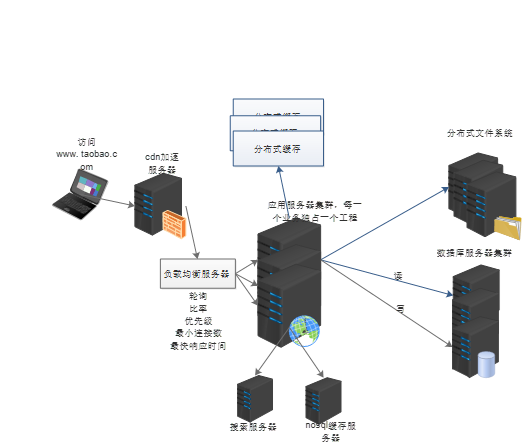 分布式缓存
分布式缓存
分布式缓存
访问
www.taobao.c
om
cdn加速
服务器
分布式文件系统
应用服务器集群，每一
个业务独占一个工程
数据库服务器集群
负载均衡服务器
读
写
轮询
比率
优先级
最小连接数
最快响应时间
搜索服务器
nosql缓存服
务器